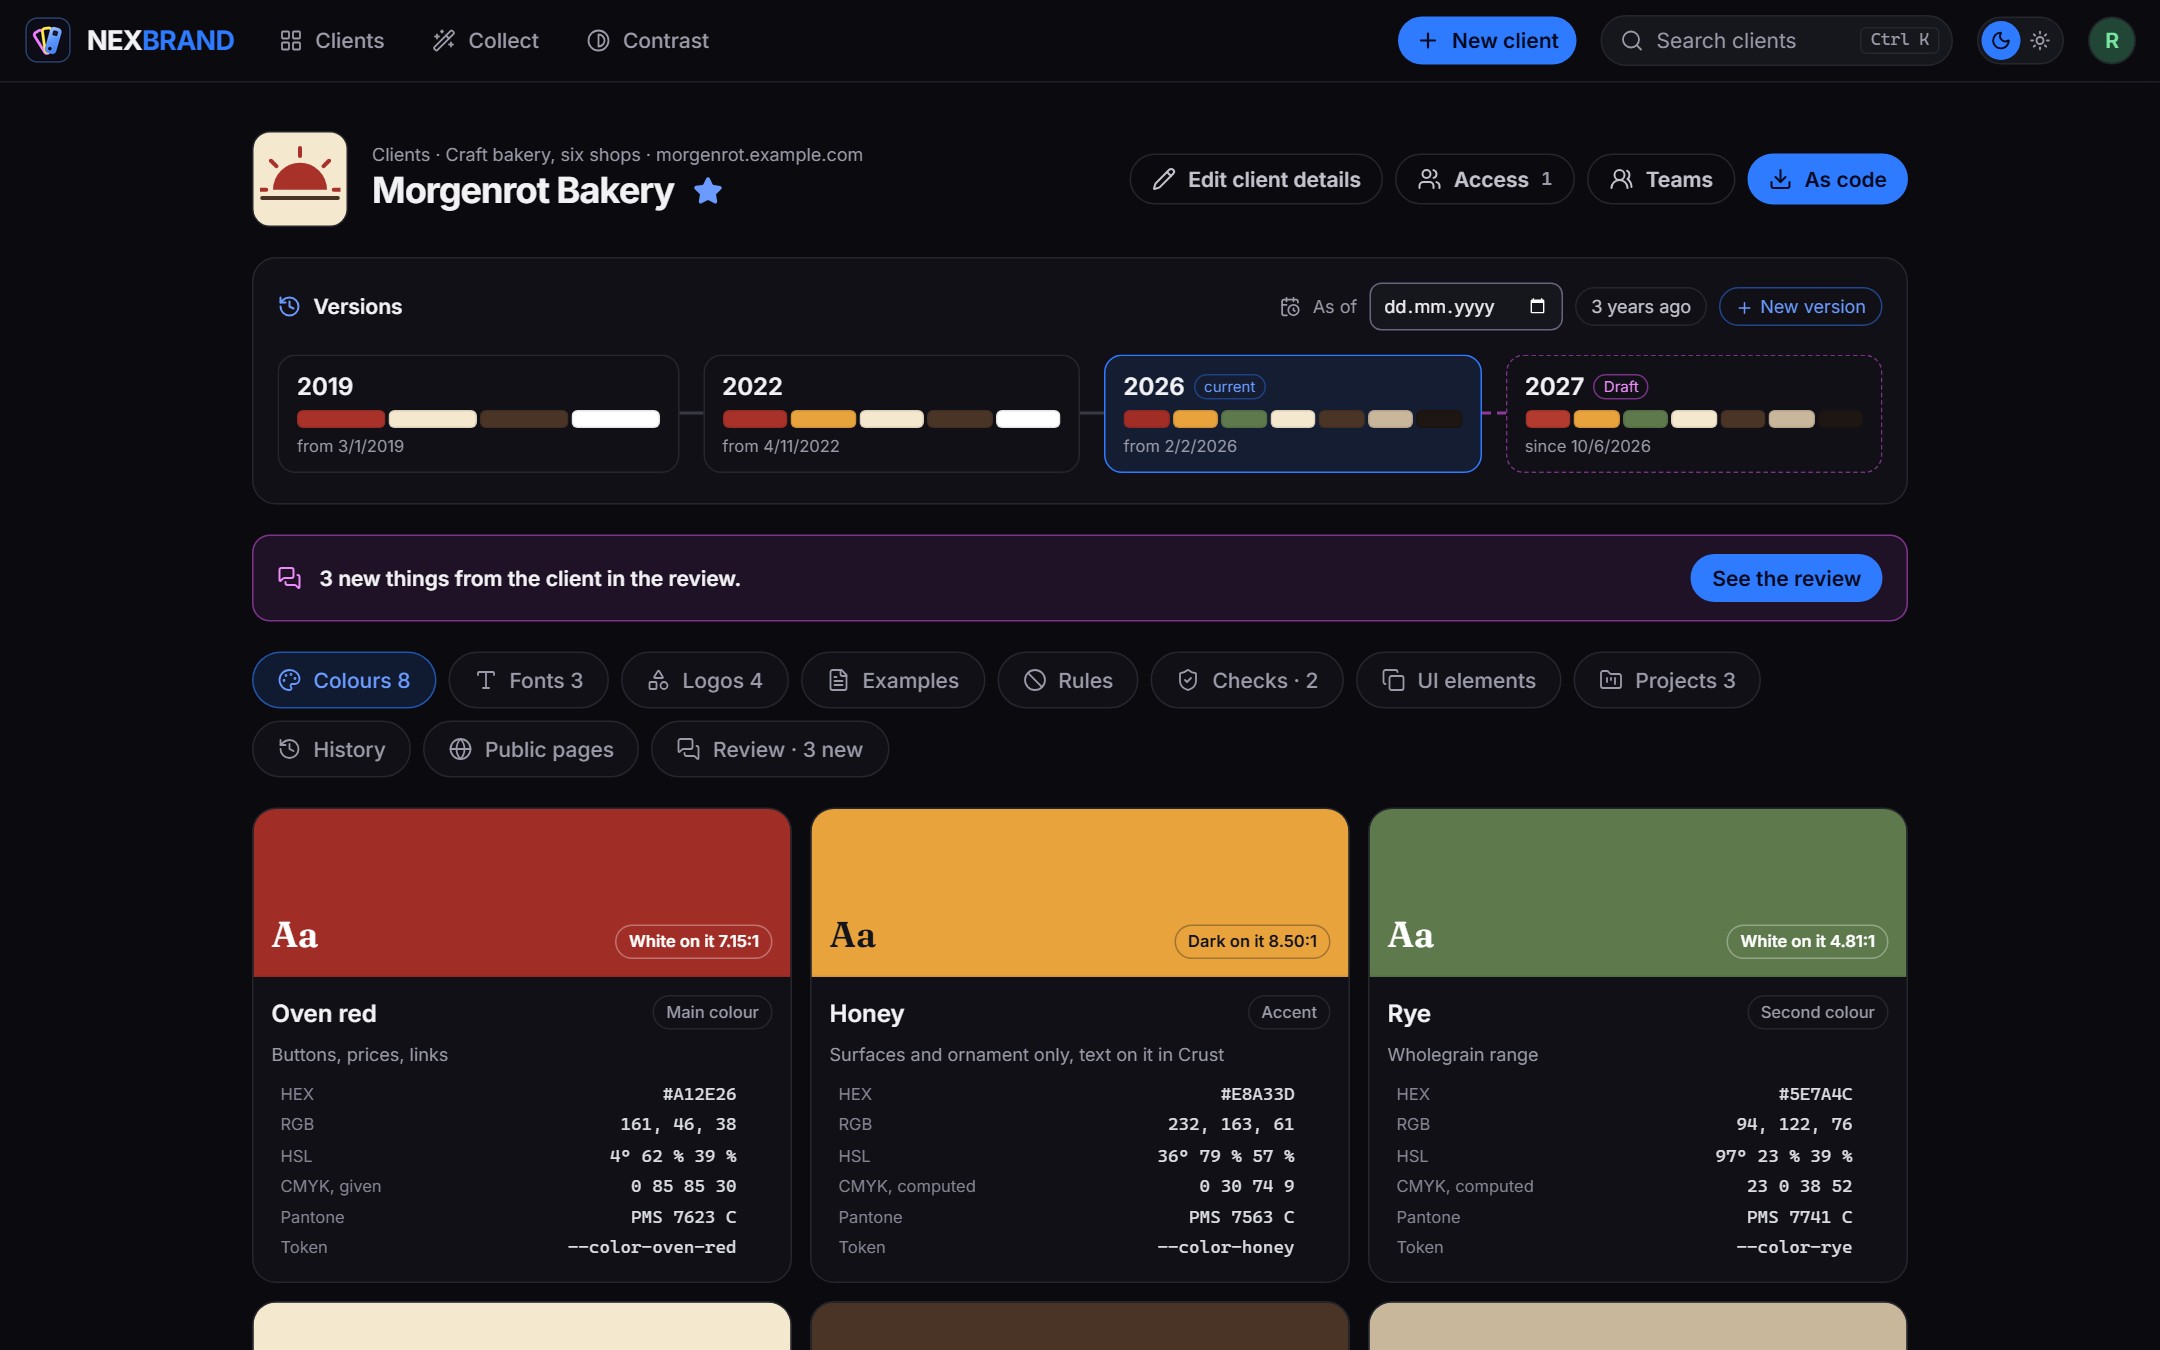 NEXBRAND Clients Collect Contrast New client Search clients Ctrl K R
Clients · Craft bakery, six shops · morgenrot.example.com
Morgenrot Bakery
Edit client details Access 1 Teams As code
Versions As of dd.mm.yyyy 3 years ago New version
2019
from 3/1/2019
2022
from 4/11/2022
2026 current
from 2/2/2026
2027 Draft
since 10/6/2026
3 new things from the client in the review. See the review
Colours 8 Fonts 3 Logos 4 Examples Rules Checks · 2 UI elements Projects 3
History Public pages Review · 3 new
Aa White on it 7.15:1
Oven red Main colour
Buttons, prices, links
HEX #A12E26
RGB 161, 46, 38
HSL 4° 62 % 39 %
CMYK, given 0 85 85 30
Pantone PMS 7623 C
Token --color-oven-red
Aa Dark on it 8.50:1
Honey Accent
Surfaces and ornament only, text on it in Crust
HEX #E8A33D
RGB 232, 163, 61
HSL 36° 79 % 57 %
CMYK, computed 0 30 74 9
Pantone PMS 7563 C
Token --color-honey
Aa White on it 4.81:1
Rye Second colour
Wholegrain range
HEX #5E7A4C
RGB 94, 122, 76
HSL 97° 23 % 39 %
CMYK, computed 23 0 38 52
Pantone PMS 7741 C
Token --color-rye